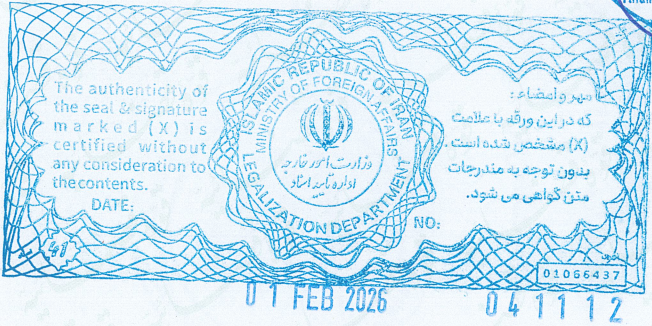 The authenticity of
the seal & signature
marked (X) is
certified without
any consideration to
the contents.
DATE:
ISLAMIC REPUBLIC OF IRAN
MINISTRY OF FOREIGN AFFAIRS
وزارت امور خارجه
اداره تایید اسناد
LEGALIZATION DEPARTMENT
NO:
مهر و امضاء :
که در این ورقه با علامت
(X) مشخص شده است .
بدون توجه به مندرجات
متن گواهی می شود.
41
01066437
01 FEB 2026
041112